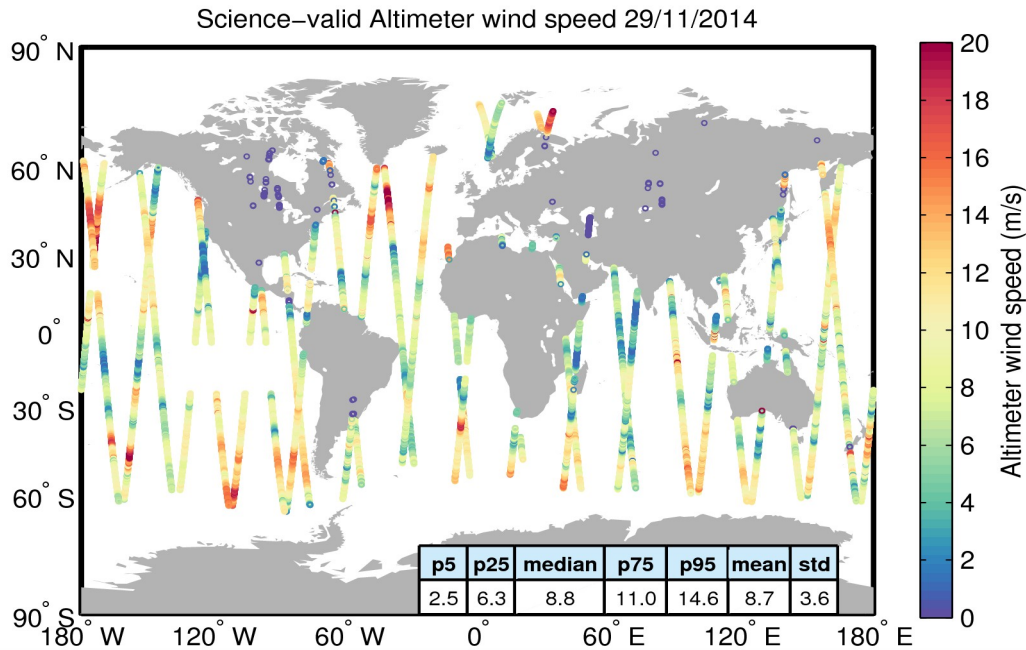 Science−valid Altimeter wind speed 29/11/2014
90° N
60° N
30° N
0°
30° S
60° S
90° S
180° W
120° W
60° W
0°
60° E
120° E
180° E
p5 p25 median p75 p95 mean std
2.5 6.3 8.8 11.0 14.6 8.7 3.6
20
18
16
14
12
10
8
6
4
2
0
Altimeter wind speed (m/s)